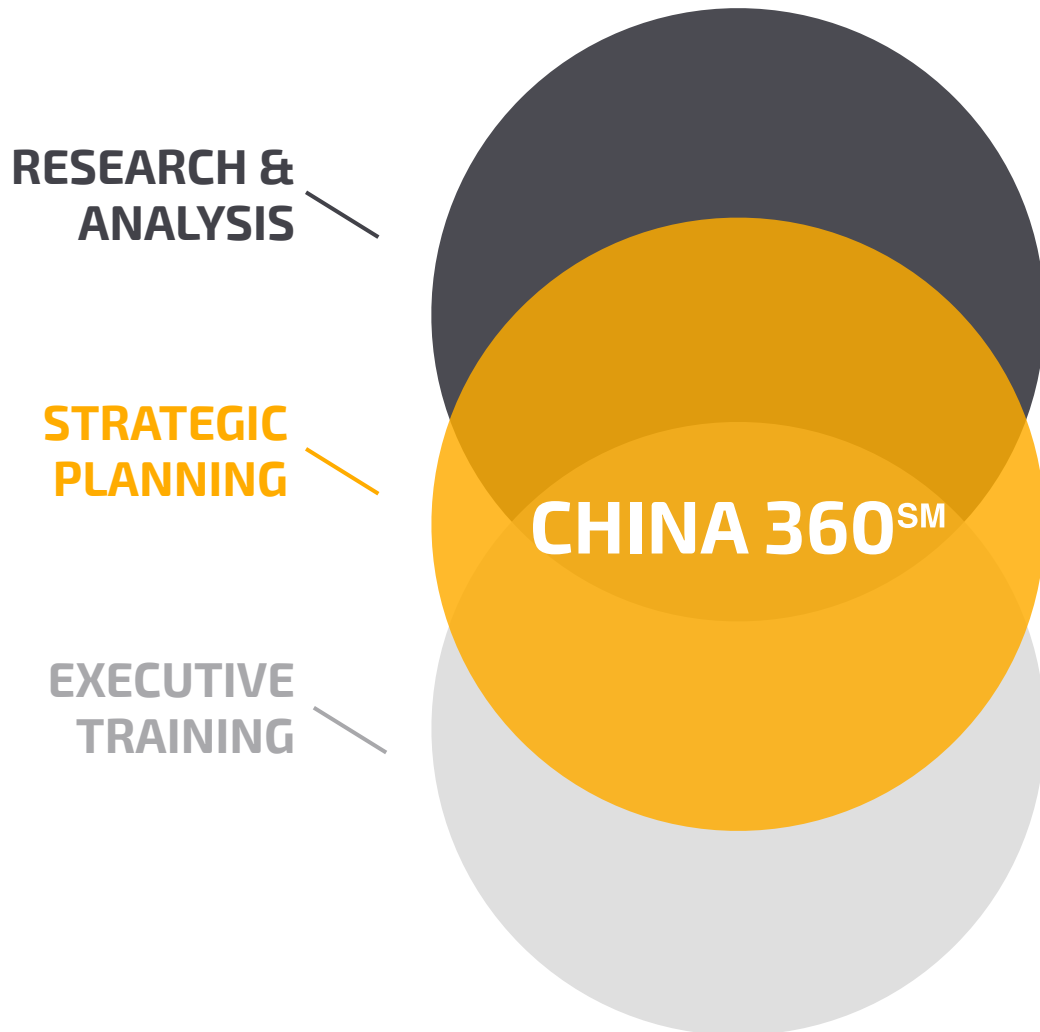 RESEARCH &
ANALYSIS
STRATEGIC
PLANNING
CHINA 360℠
EXECUTIVE
TRAINING